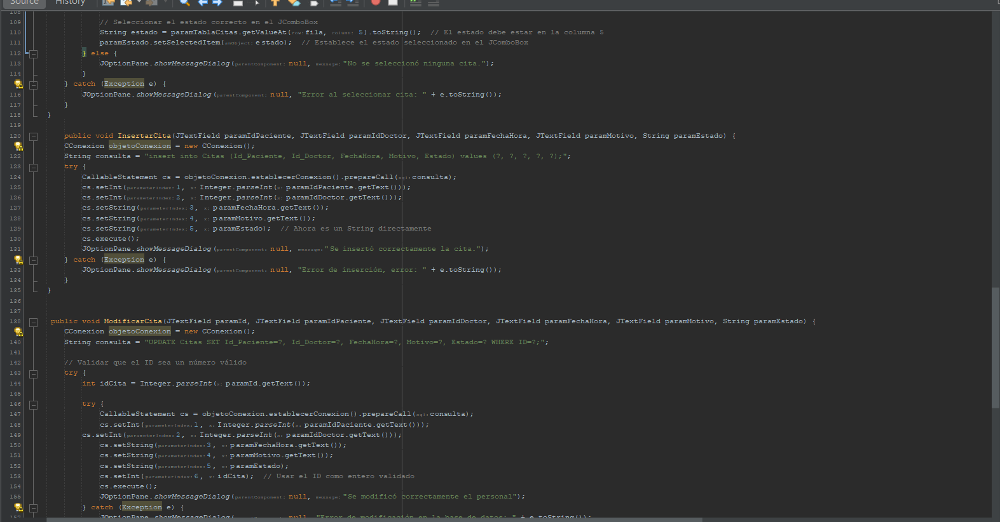 Source History
108
109 // Seleccionar el estado correcto en el JComboBox
110 String estado = paramTablaCitas.getValueAt(row: fila, column: 5).toString();  // El estado debe estar en la columna 5
111 paramEstado.setSelectedItem(anObject: estado);  // Establece el estado seleccionado en el JComboBox
112 } else {
113 JOptionPane.showMessageDialog(parentComponent: null, message: "No se seleccionó ninguna cita.");
114 }
} catch (Exception e) {
116 JOptionPane.showMessageDialog(parentComponent: null, "Error al seleccionar cita: " + e.toString());
117 }
118 }
119
120 public void InsertarCita(JTextField paramIdPaciente, JTextField paramIdDoctor, JTextField paramFechaHora, JTextField paramMotivo, String paramEstado) {
CConexion objetoConexion = new CConexion();
122 String consulta = "insert into Citas (Id_Paciente, Id_Doctor, FechaHora, Motivo, Estado) values (?, ?, ?, ?, ?);";
123 try {
124 CallableStatement cs = objetoConexion.establecerConexion().prepareCall(sql: consulta);
125 cs.setInt(parameterIndex: 1, x: Integer.parseInt(s: paramIdPaciente.getText()));
126 cs.setInt(parameterIndex: 2, x: Integer.parseInt(s: paramIdDoctor.getText()));
127 cs.setString(parameterIndex: 3, x: paramFechaHora.getText());
128 cs.setString(parameterIndex: 4, x: paramMotivo.getText());
129 cs.setString(parameterIndex: 5, x: paramEstado);  // Ahora es un String directamente
130 cs.execute();
131 JOptionPane.showMessageDialog(parentComponent: null, message: "Se insertó correctamente la cita.");
} catch (Exception e) {
133 JOptionPane.showMessageDialog(parentComponent: null, "Error de inserción, error: " + e.toString());
134 }
135 }
136
137
138 public void ModificarCita(JTextField paramId, JTextField paramIdPaciente, JTextField paramIdDoctor, JTextField paramFechaHora, JTextField paramMotivo, String paramEstado) {
CConexion objetoConexion = new CConexion();
140 String consulta = "UPDATE Citas SET Id_Paciente=?, Id_Doctor=?, FechaHora=?, Motivo=?, Estado=? WHERE ID=?;";
141
142 // Validar que el ID sea un número válido
143 try {
144 int idCita = Integer.parseInt(s: paramId.getText());
145
146 try {
147 CallableStatement cs = objetoConexion.establecerConexion().prepareCall(sql: consulta);
148 cs.setInt(parameterIndex: 1, x: Integer.parseInt(s: paramIdPaciente.getText()));
149 cs.setInt(parameterIndex: 2, x: Integer.parseInt(s: paramIdDoctor.getText()));
150 cs.setString(parameterIndex: 3, x: paramFechaHora.getText());
151 cs.setString(parameterIndex: 4, x: paramMotivo.getText());
152 cs.setString(parameterIndex: 5, x: paramEstado);
153 cs.setInt(parameterIndex: 6, x: idCita);  // Usar el ID como entero validado
154 cs.execute();
155 JOptionPane.showMessageDialog(parentComponent: null, message: "Se modificó correctamente el personal");
} catch (Exception e) {
157 JOptionPane.showMessageDialog( null, "Error de modificación en la base de datos: " + e.toString());